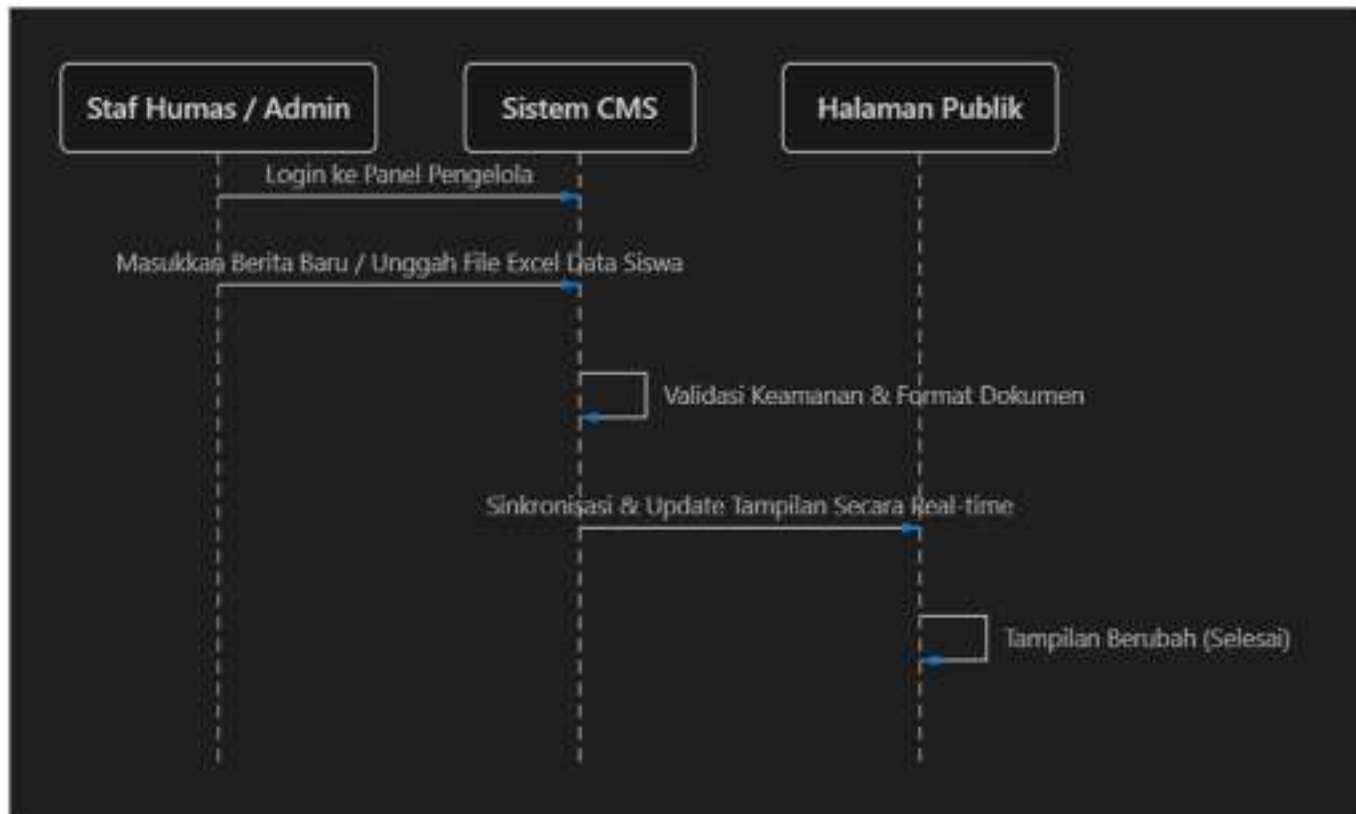 Staf Humas / Admin
Sistem CMS
Halaman Publik
Login ke Panel Pengelola
Masukkan Berita Baru / Unggah File Excel Data Siswa
Validasi Keamanan & Format Dokumen
Sinkronisasi & Update Tampilan Secara Real-time
Tampilan Berubah (Selesai)